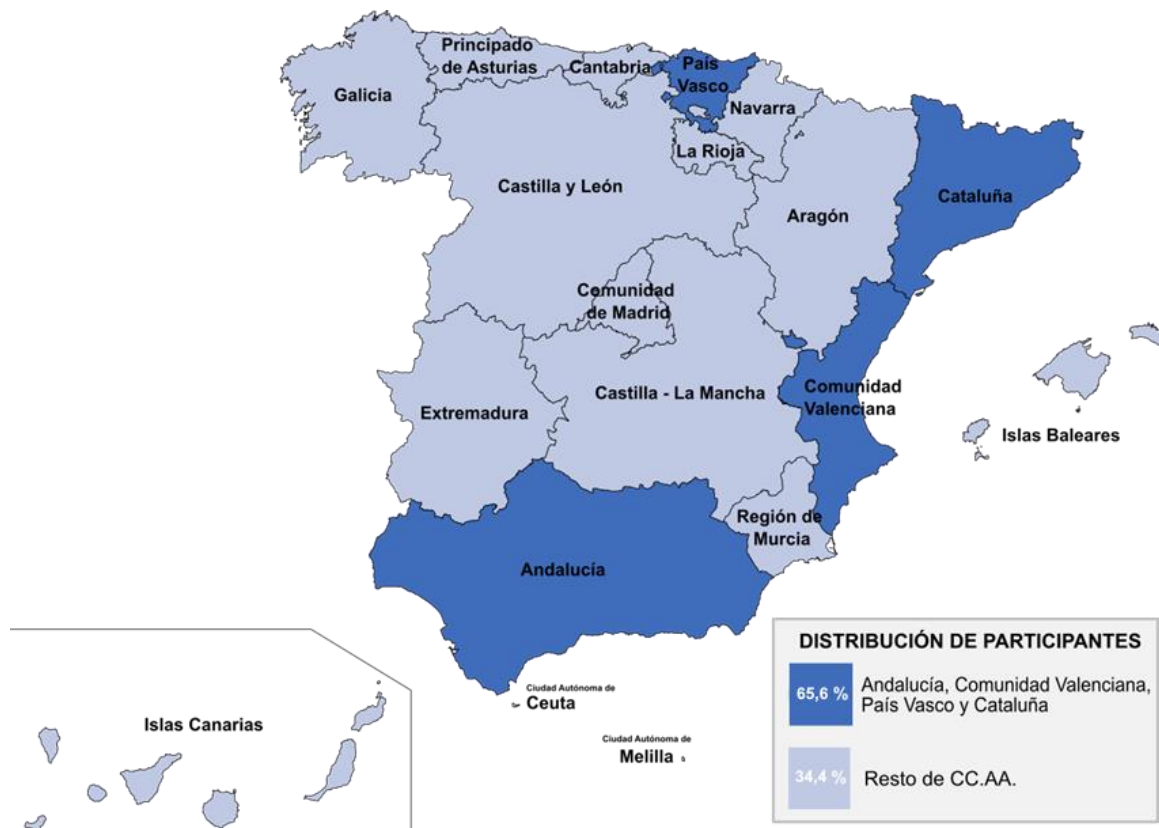 Principado
de Asturias
Cantabria
País
Vasco
Galicia
Navarra
La Rioja
Castilla y León
Cataluña
Aragón
Comunidad
de Madrid
Castilla - La Mancha
Comunidad
Valenciana
Extremadura
Islas Baleares
Región de
Murcia
Andalucía
Ciudad Autónoma de
Ceuta
Ciudad Autónoma de
Melilla
Islas Canarias
DISTRIBUCIÓN DE PARTICIPANTES
65,6 %
Andalucía, Comunidad Valenciana,
País Vasco y Cataluña
34,4 %
Resto de CC.AA.